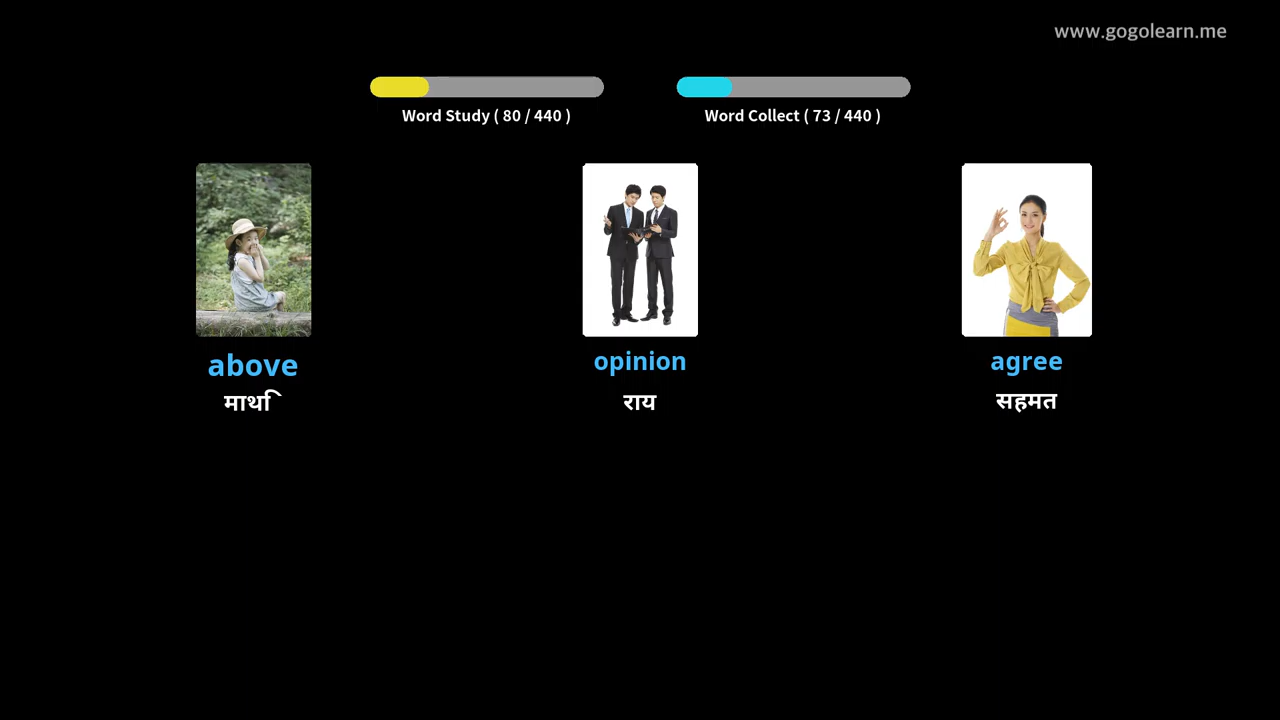 www.gogolearn.me
Word Study ( 80 / 440 )
Word Collect ( 73 / 440 )
above
opinion
agree
माथि
राय
सहमत